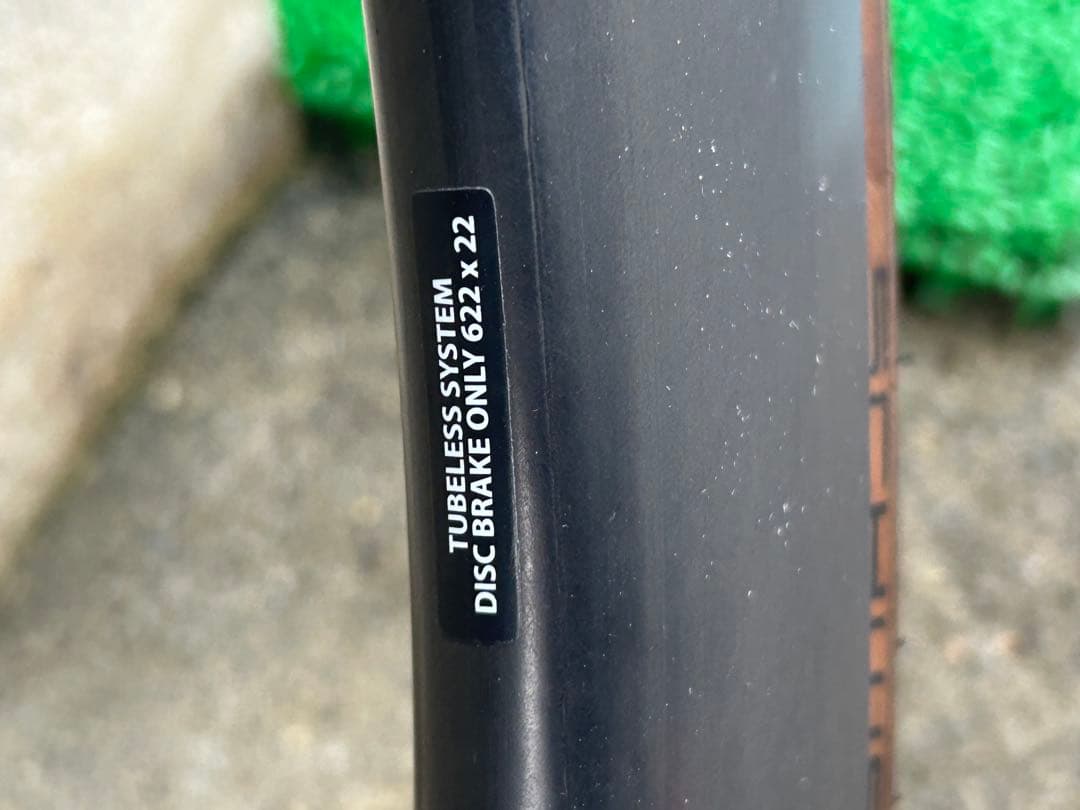 TUBELESS SYSTEM
DISC BRAKE ONLY 622 x 22